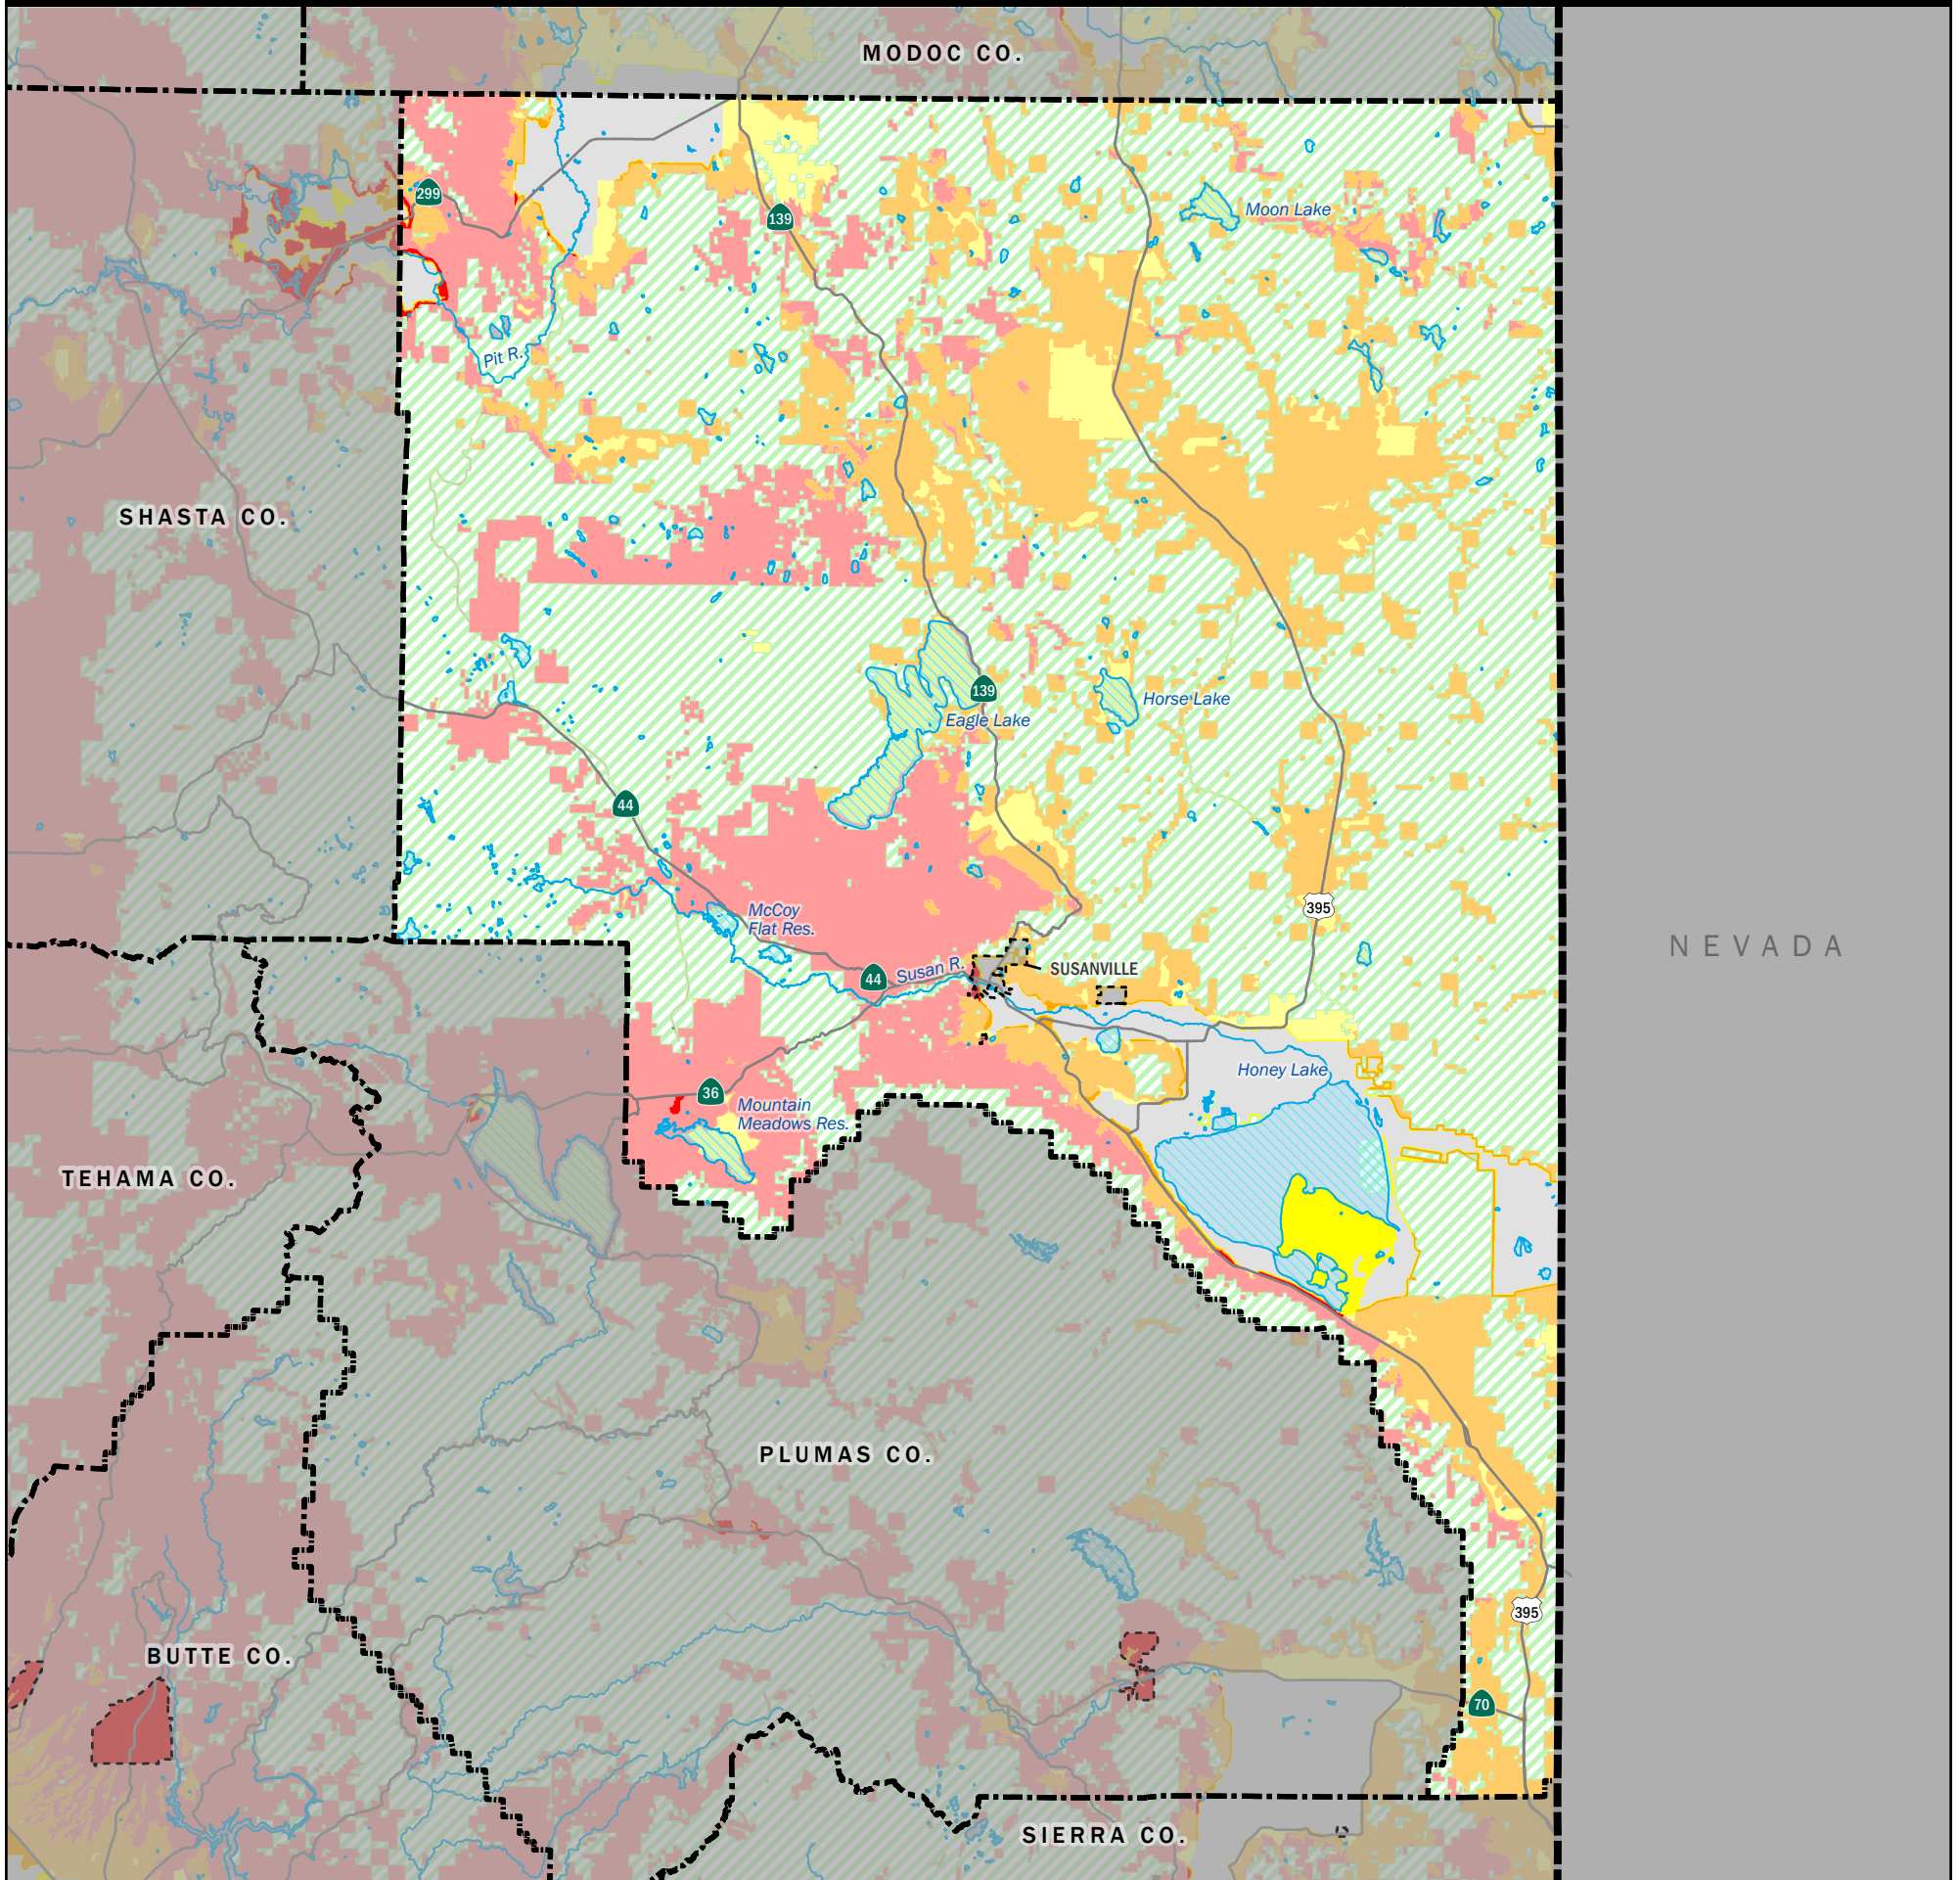 MODOC CO.
299
139
Moon Lake
Pit R.
SHASTA CO.
139
Horse Lake
Eagle Lake
44
395
McCoy
Flat Res.
NEVADA
Susan R.
44
SUSANVILLE
Honey Lake
36
Mountain
Meadows Res.
TEHAMA CO.
PLUMAS CO.
395
BUTTE CO.
70
SIERRA CO.